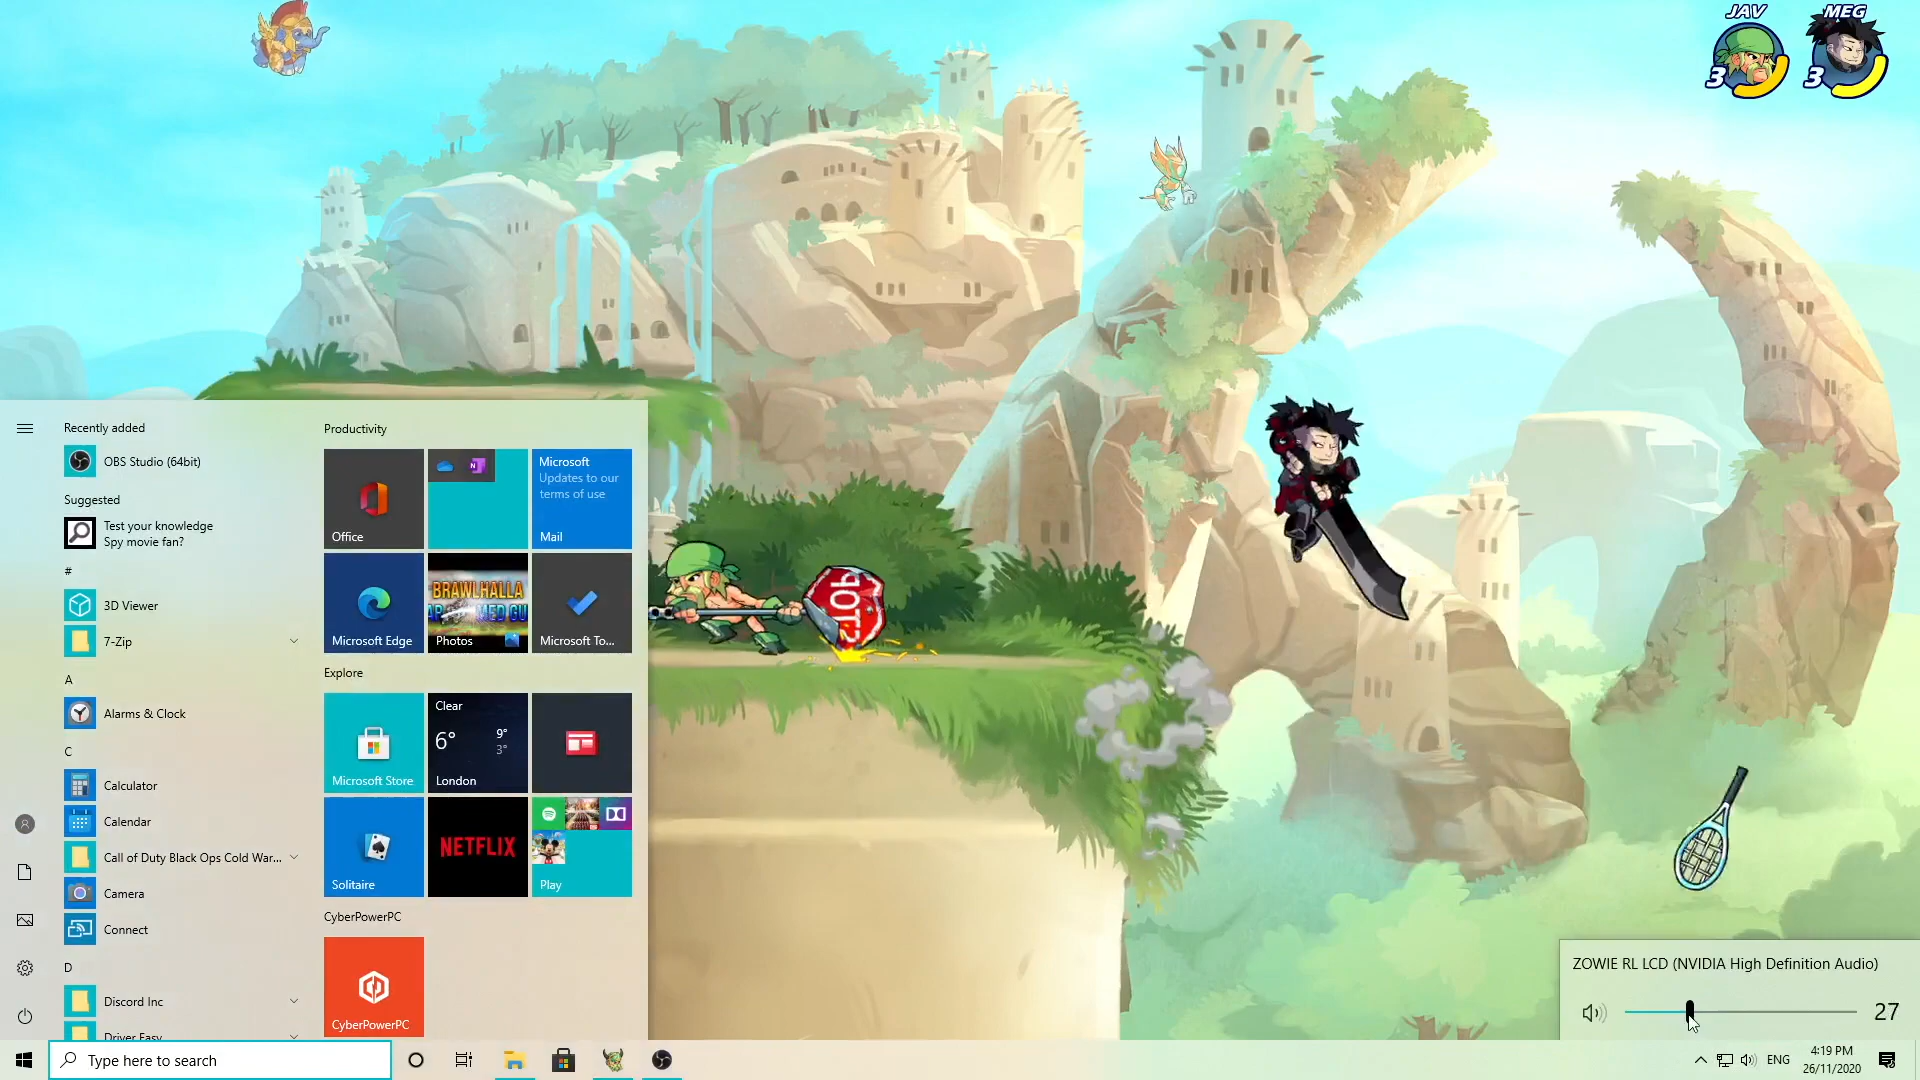 JAV
MEG
3
3
Recently added
OBS Studio (64bit)
Suggested
Test your knowledge
Spy movie fan?
#
3D Viewer
7-Zip
A
Alarms & Clock
C
Calculator
Calendar
Call of Duty Black Ops Cold War...
Camera
Connect
D
Discord Inc
Driver Easy
Productivity
Office
Microsoft
Updates to our
terms of use
Mail
Microsoft Edge
BRAWLHALLA
Photos
Microsoft To...
Explore
Microsoft Store
Clear
6°
9°
3°
London
Solitaire
NETFLIX
Play
CyberPowerPC
CyberPowerPC
ZOWIE RL LCD (NVIDIA High Definition Audio)
27
Type here to search
ENG
4:19 PM
26/11/2020